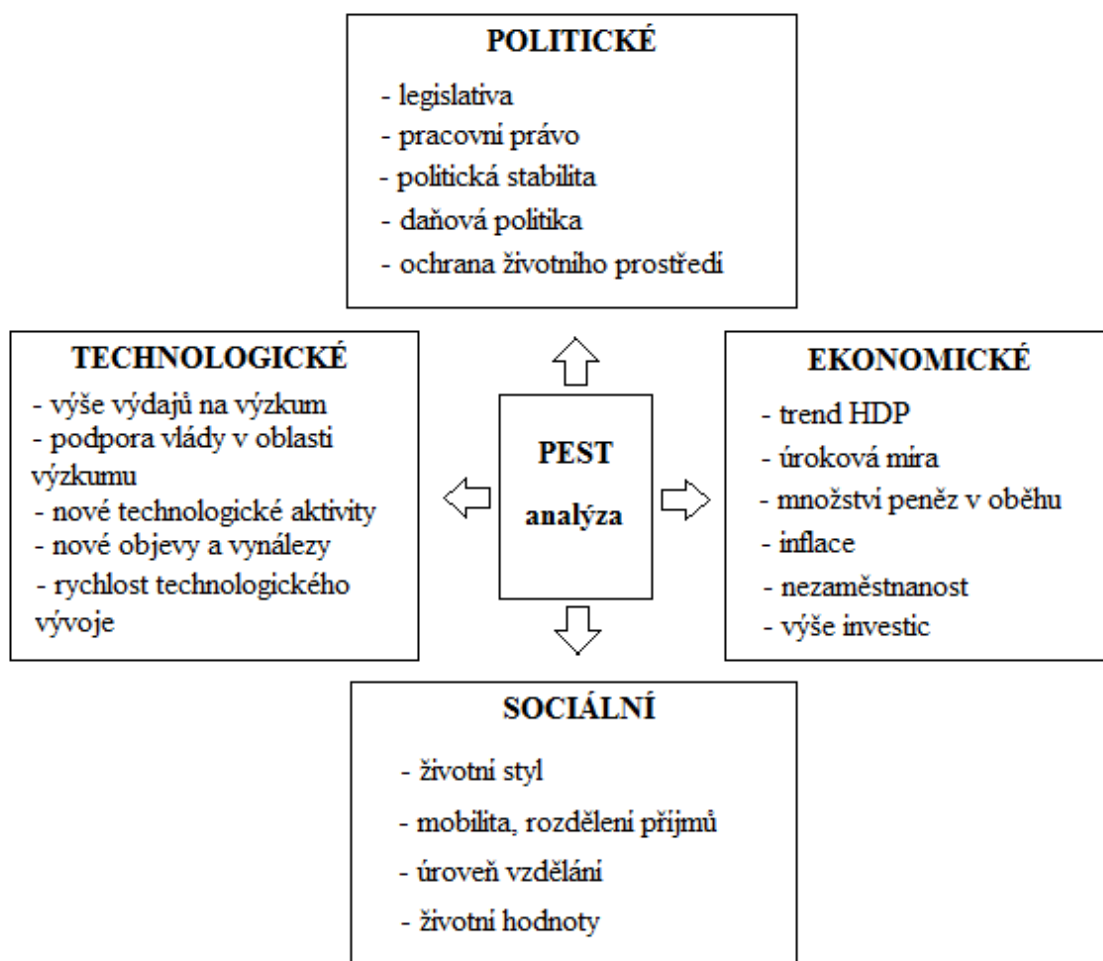 POLITICKÉ
- legislativa
- pracovní právo
- politická stabilita
- daňová politika
- ochrana životního prostředí
TECHNOLOGICKÉ
- výše výdajů na výzkum
- podpora vlády v oblasti
výzkumu
- nové technologické aktivity
- nové objevy a vynálezy
- rychlost technologického
vývoje
PEST
analýza
EKONOMICKÉ
- trend HDP
- úroková míra
- množství peněz v oběhu
- inflace
- nezaměstnanost
- výše investic
SOCIÁLNÍ
- životní styl
- mobilita, rozdělení příjmů
- úroveň vzdělání
- životní hodnoty